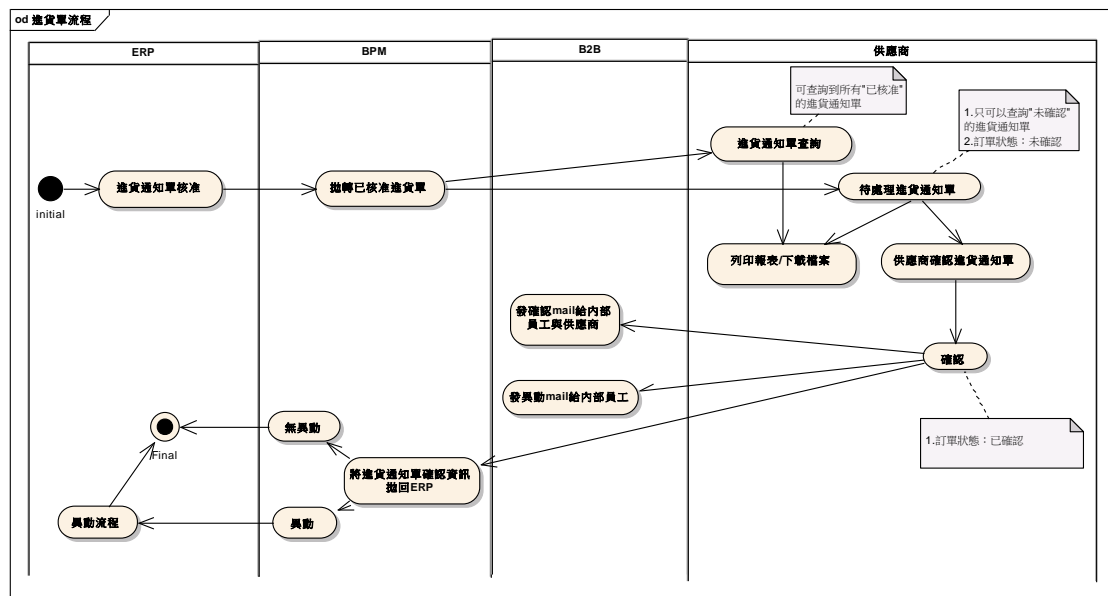 od 進貨單流程
ERP
BPM
B2B
供應商
可查詢到所有"已核准"
的進貨通知單
1.只可以查詢"未確認"
的進貨通知單
2.訂單狀態：未確認
進貨通知單查詢
initial
進貨通知單核准
拋轉已核准進貨單
待處理進貨通知單
列印報表/下載檔案
供應商確認進貨通知單
發確認mail給內部
員工與供應商
確認
發異動mail給內部員工
1.訂單狀態：已確認
Final
無異動
將進貨通知單確認資訊
拋回ERP
異動流程
異動